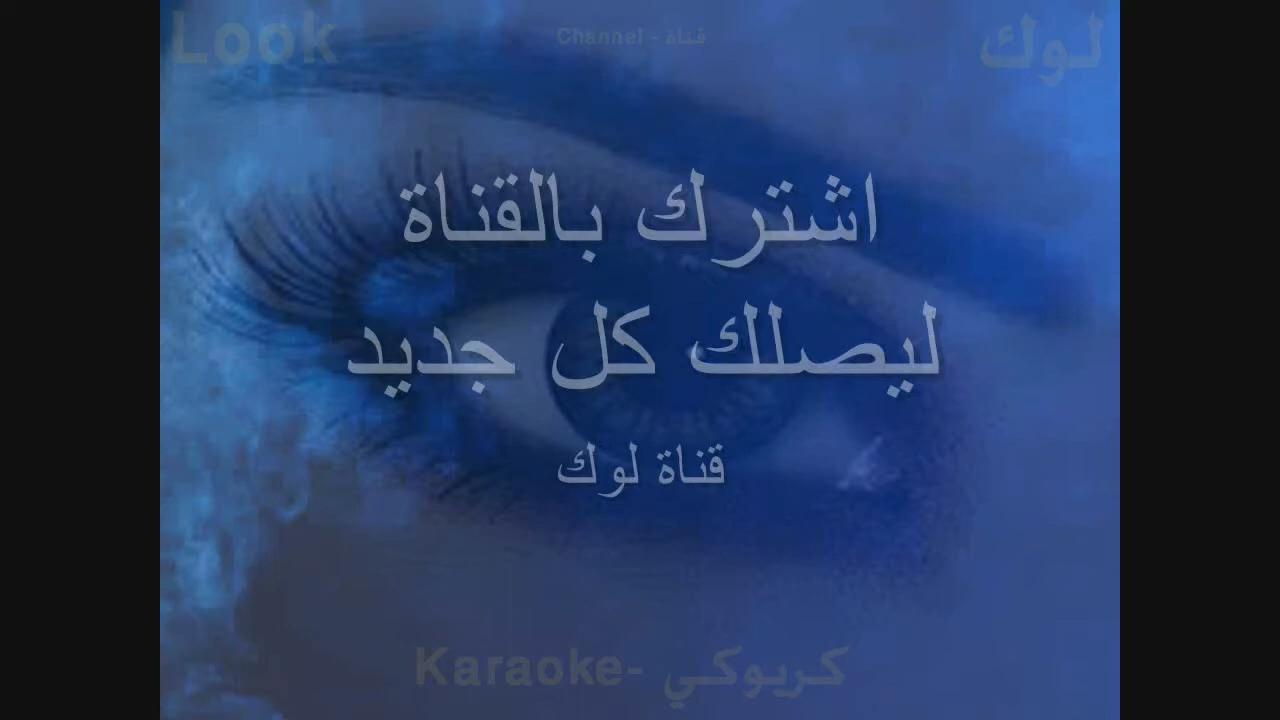 Look
Channel - قناة
لوك
اشترك بالقناة
ليصلك كل جديد
قناة لوك
Karaoke- كريوكي